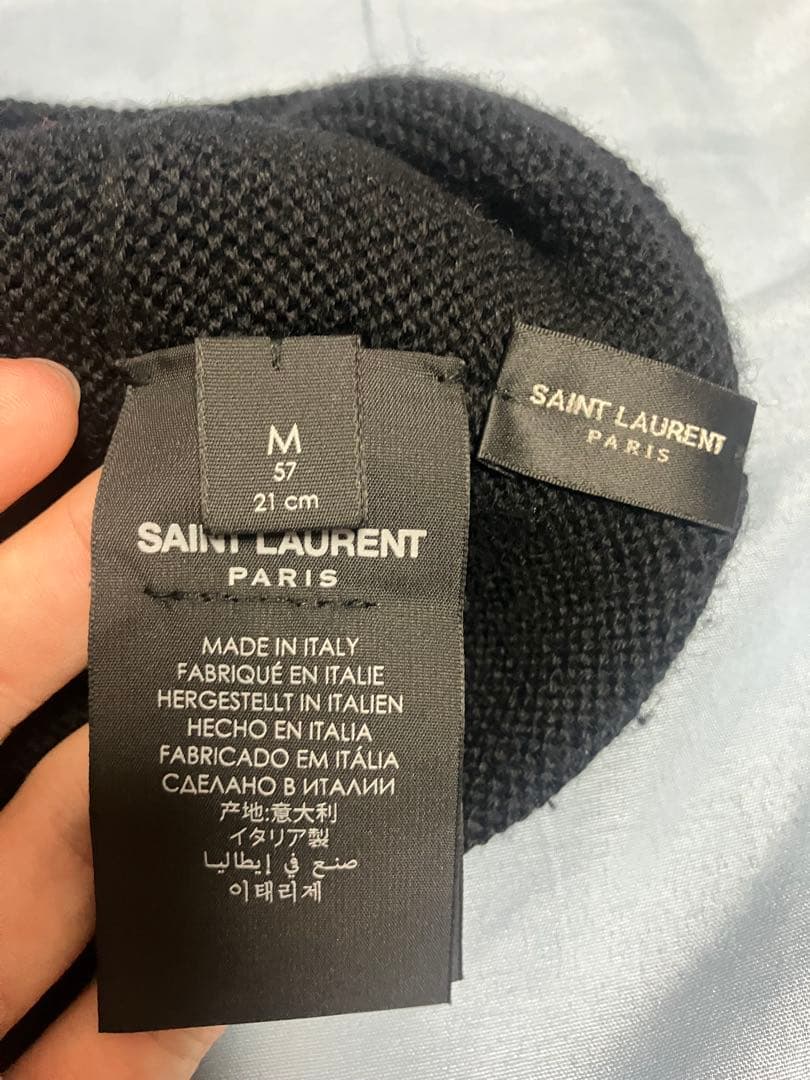 M
57
21 cm
SAINT LAURENT
PARIS
MADE IN ITALY
FABRIQUÉ EN ITALIE
HERGESTELLT IN ITALIEN
HECHO EN ITALIA
FABRICADO EM ITÁLIA
СДЕЛАНО В ИТАЛИИ
产地:意大利
イタリア製
صنع في إيطاليا
이태리제
SAINT LAURENT
PARIS